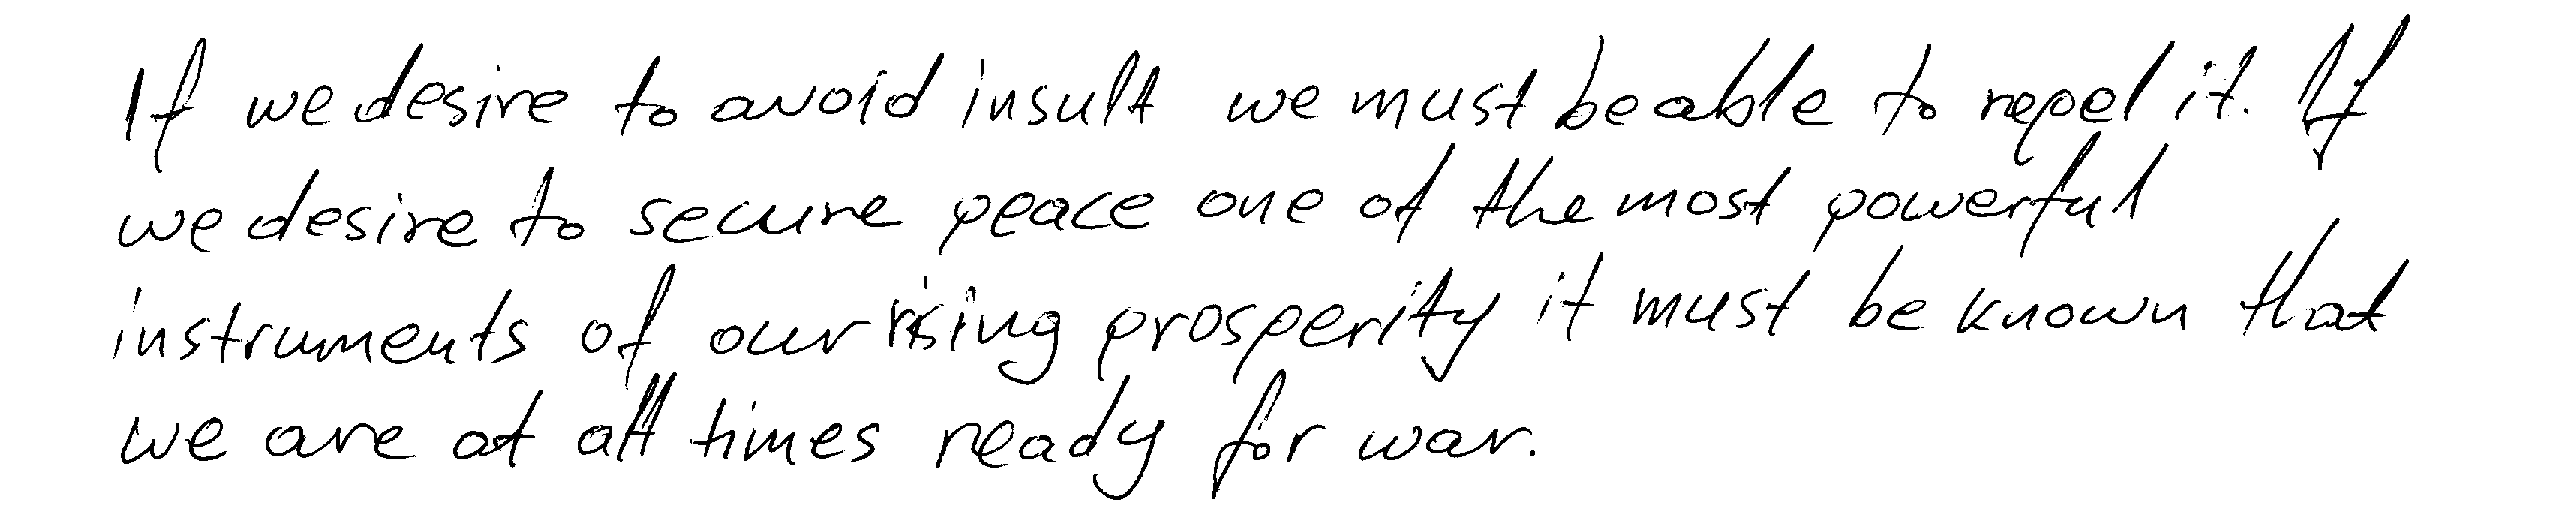 If we desire to avoid insult we must be able to repel it. If
we desire to secure peace one of the most powerful
instruments of our rising prosperity it must be known that
we are at all times ready for war.